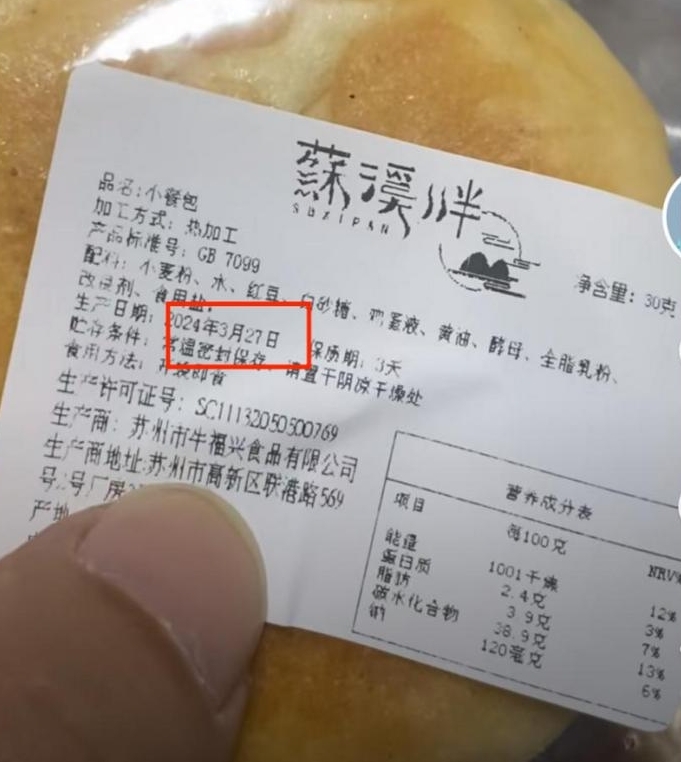 蘇溪畔
SUXIPAN
品名:小餐包
加工方式: 热加工 净含量: 30克
产品标准号: GB 7099
配料: 小麦粉、水、红豆、白砂糖、鸡蛋液、黄油、酵母、全脂乳粉、
改良剂、食用盐
生产日期: 2024年3月27日 保质期: 3天
贮存条件: 常温密封保存, 请置于阴凉干燥处
食用方法: 开袋即食
生产许可证号: SC11132050500769
生产商: 苏州市牛福兴食品有限公司
生产商地址:苏州市高新区联港路569
号2号厂房
产地
营养成分表
项目 每100克 NRV%
能量 1001千焦 12%
蛋白质 2.4克 3%
脂肪 3.9克 7%
碳水化合物 38.9克 13%
钠 120毫克 6%